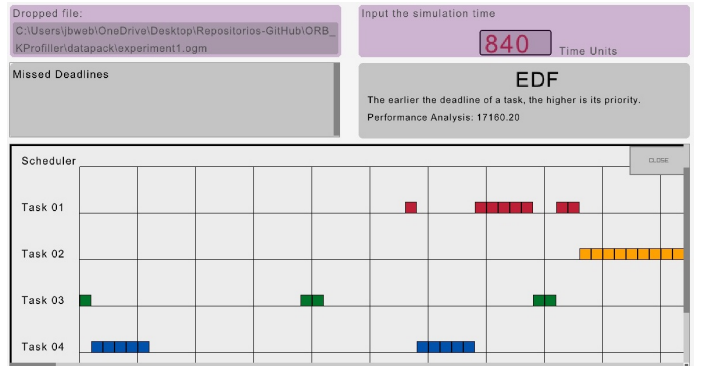 Dropped file:
C:\Users\jbweb\OneDrive\Desktop\Repositorios-GitHub\ORB_
KProfiller\datapack\experiment1.ogm
Input the simulation time
840 Time Units
Missed Deadlines
EDF
The earlier the deadline of a task, the higher is its priority.
Performance Analysis: 17160.20
Scheduler
CLOSE
Task 01
Task 02
Task 03
Task 04